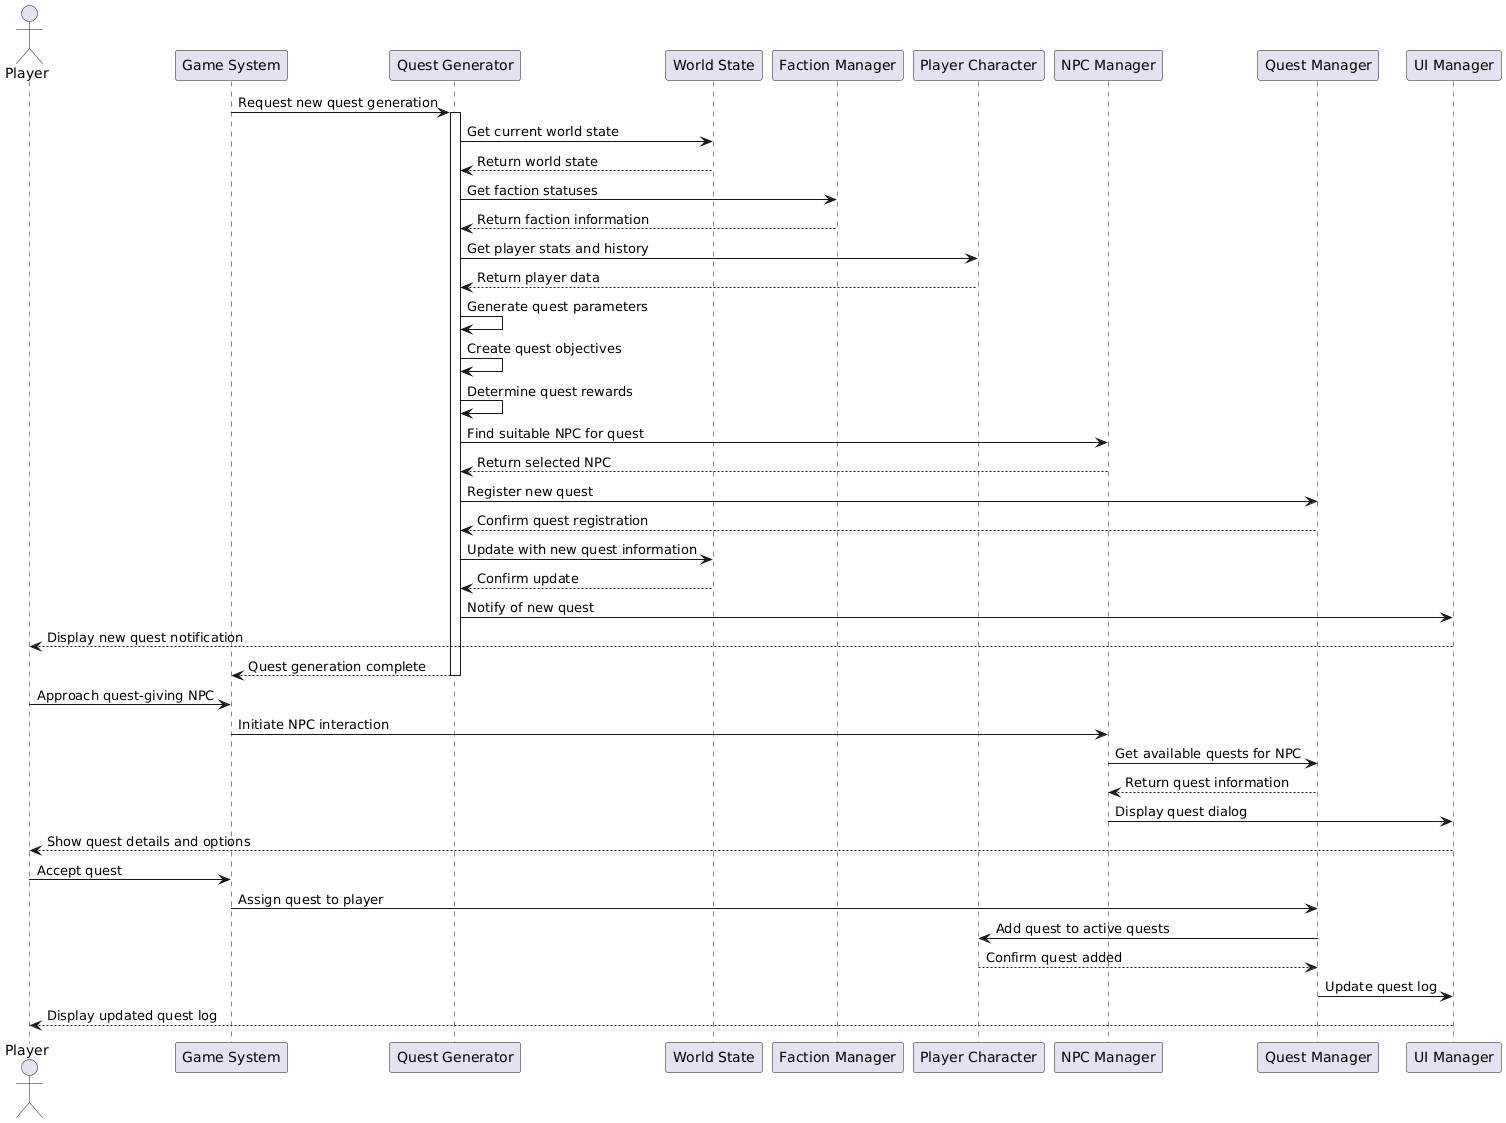 Player
Game System
Quest Generator
World State
Faction Manager
Player Character
NPC Manager
Quest Manager
UI Manager
Request new quest generation
Get current world state
Return world state
Get faction statuses
Return faction information
Get player stats and history
Return player data
Generate quest parameters
Create quest objectives
Determine quest rewards
Find suitable NPC for quest
Return selected NPC
Register new quest
Confirm quest registration
Update with new quest information
Confirm update
Notify of new quest
Display new quest notification
Quest generation complete
Approach quest-giving NPC
Initiate NPC interaction
Get available quests for NPC
Return quest information
Display quest dialog
Show quest details and options
Accept quest
Assign quest to player
Add quest to active quests
Confirm quest added
Update quest log
Display updated quest log
Player
Game System
Quest Generator
World State
Faction Manager
Player Character
NPC Manager
Quest Manager
UI Manager